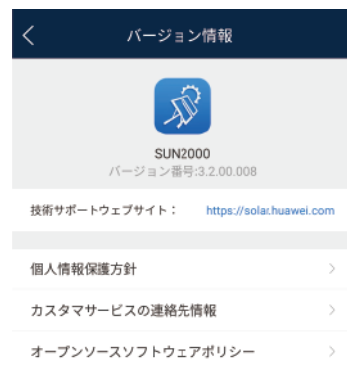 バージョン情報
SUN2000
バージョン番号:3.2.00.008
技術サポートウェブサイト： https://solar.huawei.com
個人情報保護方針
カスタマサービスの連絡先情報
オープンソースソフトウェアポリシー